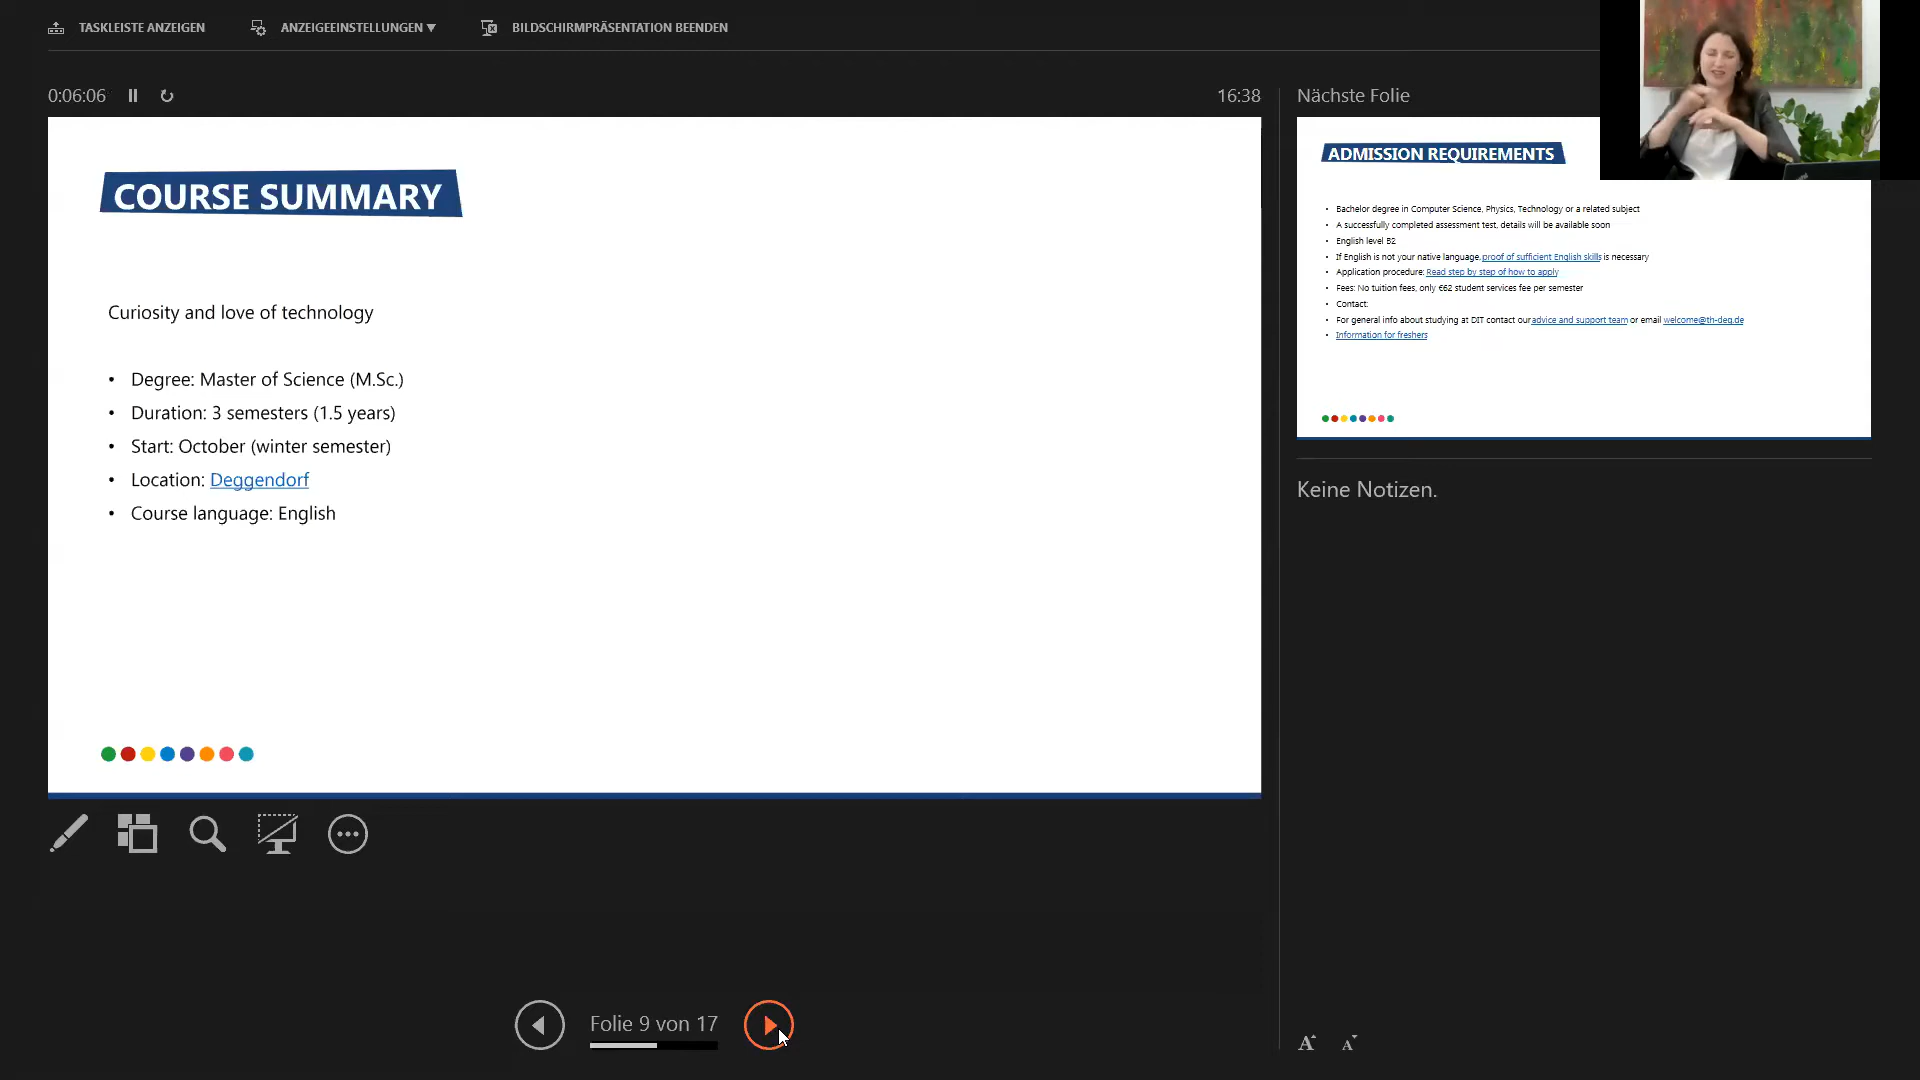 TASKLEISTE ANZEIGEN
ANZEIGEEINSTELLUNGEN ▼
BILDSCHIRMPRÄSENTATION BEENDEN
0:06:06
16:38
COURSE SUMMARY
Curiosity and love of technology
• Degree: Master of Science (M.Sc.)
• Duration: 3 semesters (1.5 years)
• Start: October (winter semester)
• Location: Deggendorf
• Course language: English
Folie 9 von 17
Nächste Folie
ADMISSION REQUIREMENTS
• Bachelor degree in Computer Science, Physics, Technology or a related subject
• A successfully completed assessment test, details will be available soon
• English level B2
• If English is not your native language, proof of sufficient English skills is necessary
• Application procedure: Read step by step of how to apply
• Fees: No tuition fees, only €62 student services fee per semester
• Contact:
• For general info about studying at DIT contact our advice and support team or email welcome@th-deg.de
• Information for freshers
Keine Notizen.
A A